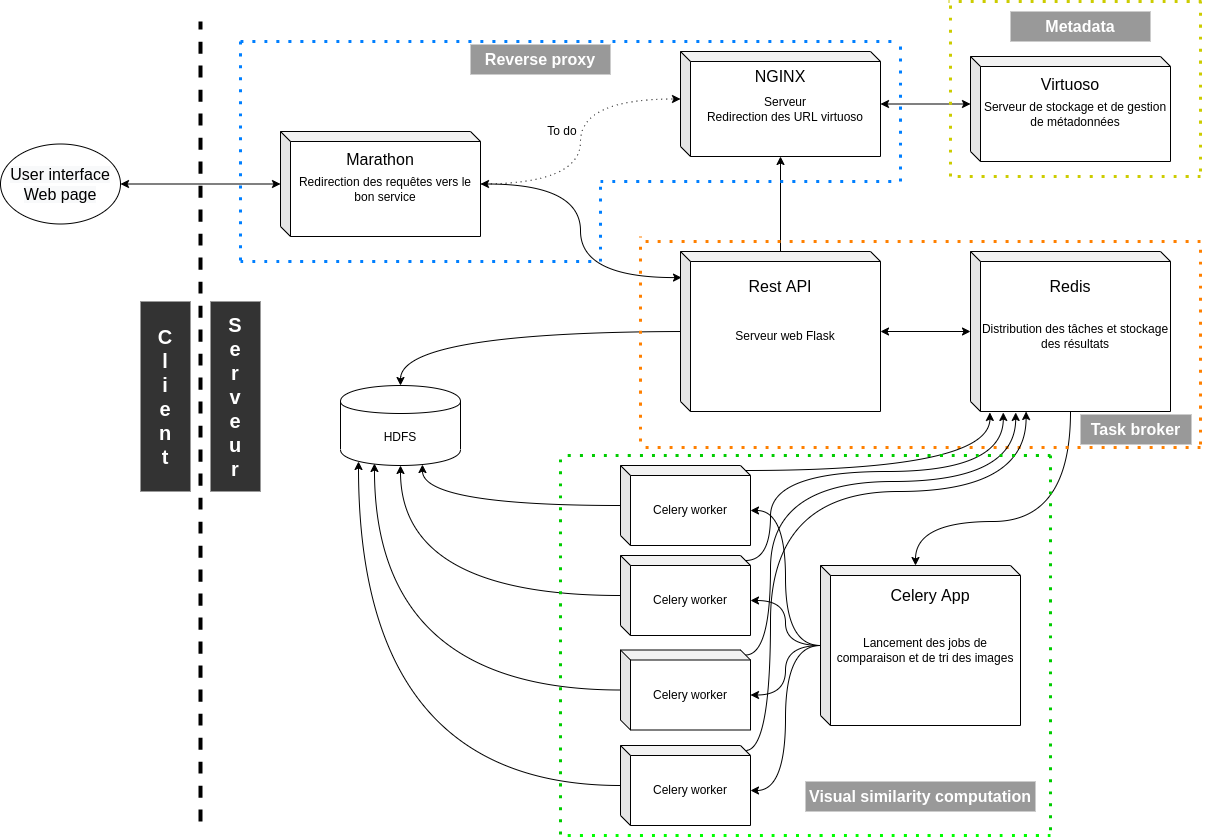 Metadata
Reverse proxy
NGINX
Serveur
Redirection des URL virtuoso
Virtuoso
Serveur de stockage et de gestion
de métadonnées
To do
Marathon
Redirection des requêtes vers le
bon service
User interface
Web page
Client
Serveur
Rest API
Serveur web Flask
Redis
Distribution des tâches et stockage
des résultats
Task broker
HDFS
Celery worker
Celery worker
Celery worker
Celery worker
Celery App
Lancement des jobs de
comparaison et de tri des images
Visual similarity computation